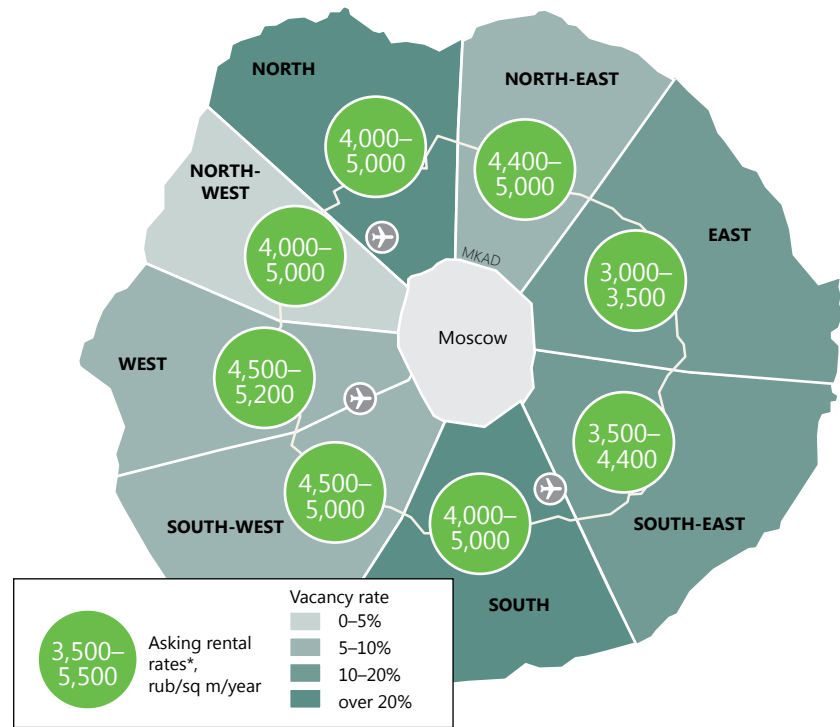 NORTH
NORTH-EAST
4,000–
5,000
4,400–
5,000
NORTH-
WEST
EAST
MKAD
4,000–
5,000
3,000–
3,500
Moscow
WEST
4,500–
5,200
3,500–
4,400
4,500–
5,000
4,000–
5,000
SOUTH-WEST
SOUTH-EAST
SOUTH
3,500–
5,500
Asking rental
rates*,
rub/sq m/year
Vacancy rate
0–5%
5–10%
10–20%
over 20%